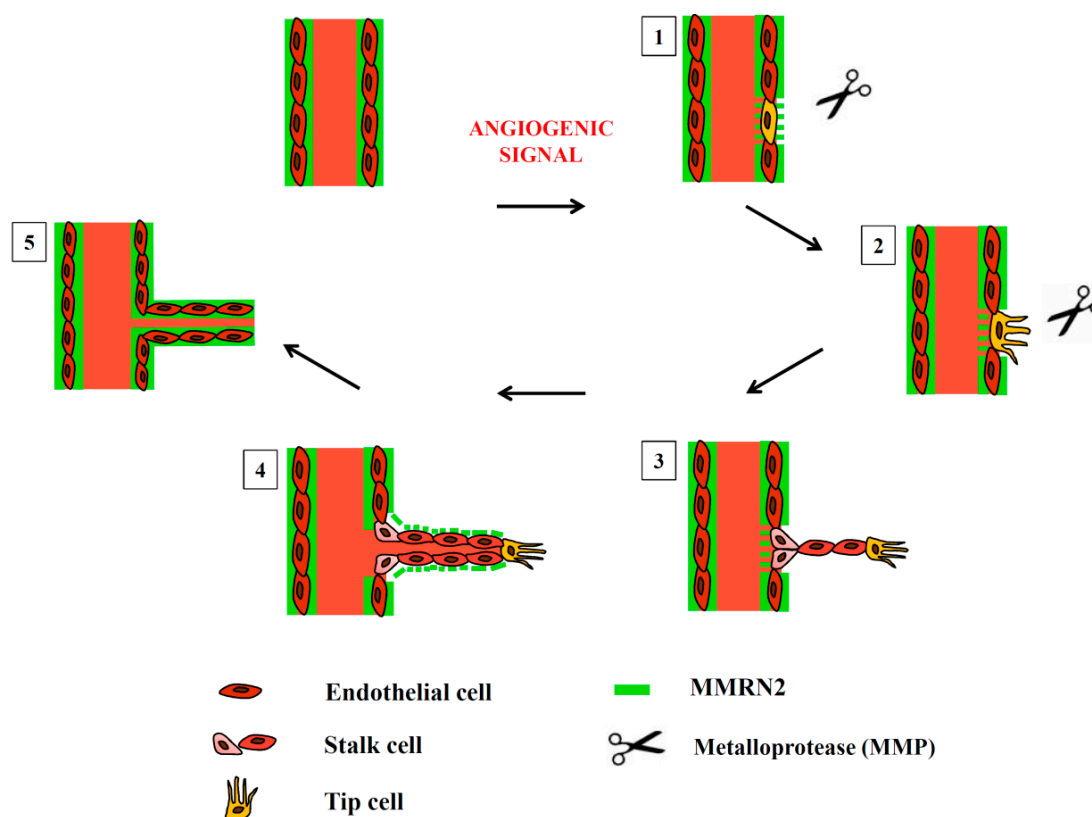 1
ANGIOGENIC
SIGNAL
5
2
4
3
Endothelial cell
MMRN2
Stalk cell
Metalloprotease (MMP)
Tip cell